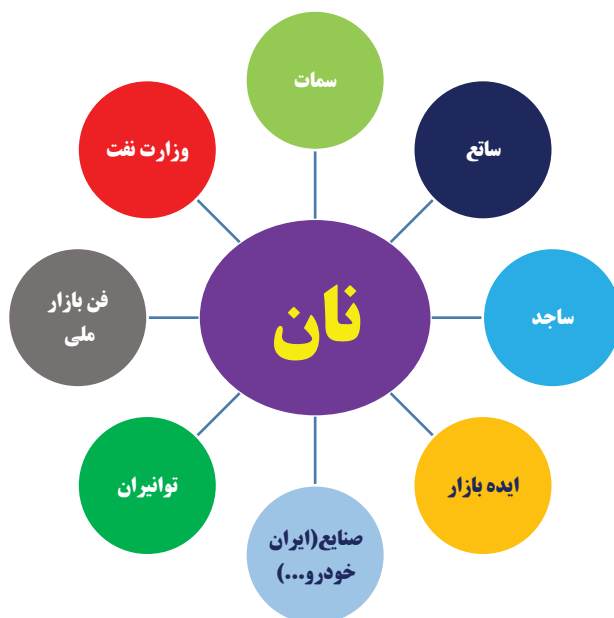 سمات
ساتع
وزارت نفت
نان
ساجد
فن بازار
ملی
ایده بازار
توانیران
صنایع(ایران
خودرو...)